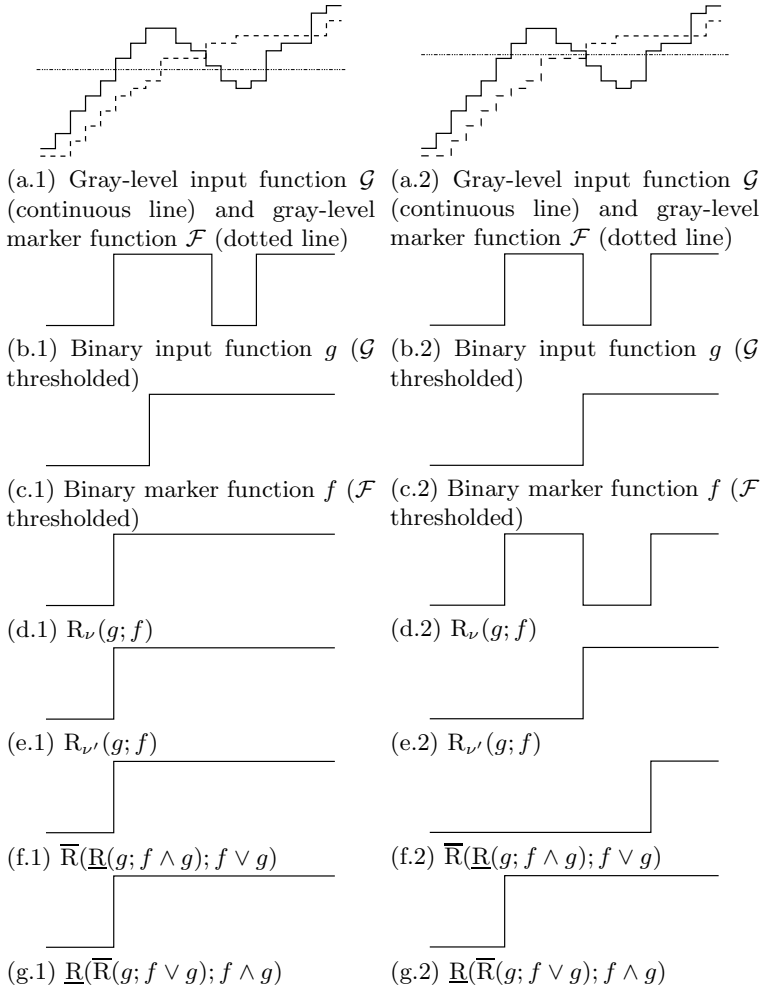 (a.1) Gray-level input function 𝒢
(continuous line) and gray-level
marker function ℱ (dotted line)
(a.2) Gray-level input function 𝒢
(continuous line) and gray-level
marker function ℱ (dotted line)
(b.1) Binary input function g (𝒢
thresholded)
(b.2) Binary input function g (𝒢
thresholded)
(c.1) Binary marker function f (ℱ
thresholded)
(c.2) Binary marker function f (ℱ
thresholded)
(d.1) R_ν(g; f)
(d.2) R_ν(g; f)
(e.1) R_ν′(g; f)
(e.2) R_ν′(g; f)
(f.1) R̅(R̲(g; f ∧ g); f ∨ g)
(f.2) R̅(R̲(g; f ∧ g); f ∨ g)
(g.1) R̲(R̅(g; f ∨ g); f ∧ g)
(g.2) R̲(R̅(g; f ∨ g); f ∧ g)